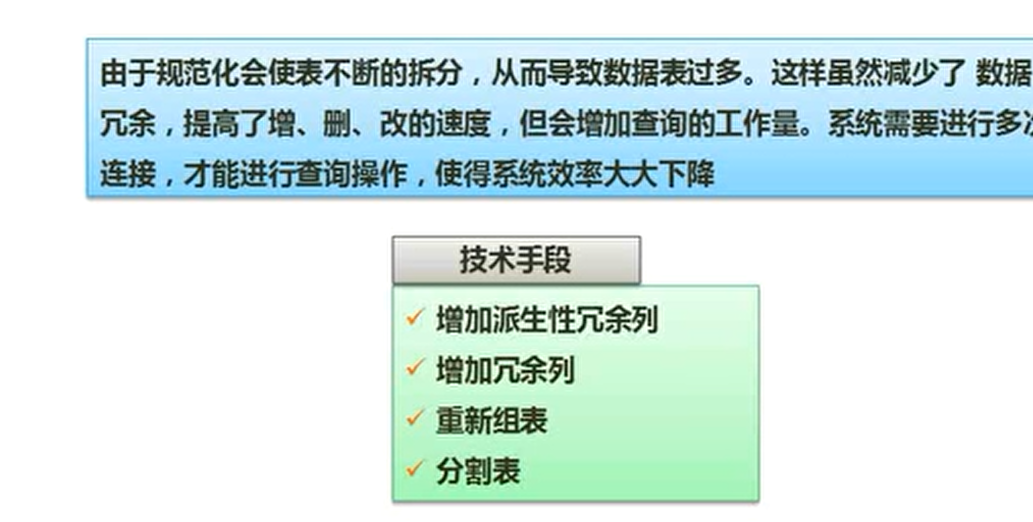 由于规范化会使表不断的拆分，从而导致数据表过多。这样虽然减少了 数据
冗余，提高了增、删、改的速度，但会增加查询的工作量。系统需要进行多
连接，才能进行查询操作，使得系统效率大大下降
技术手段
✓ 增加派生性冗余列
✓ 增加冗余列
✓ 重新组表
✓ 分割表